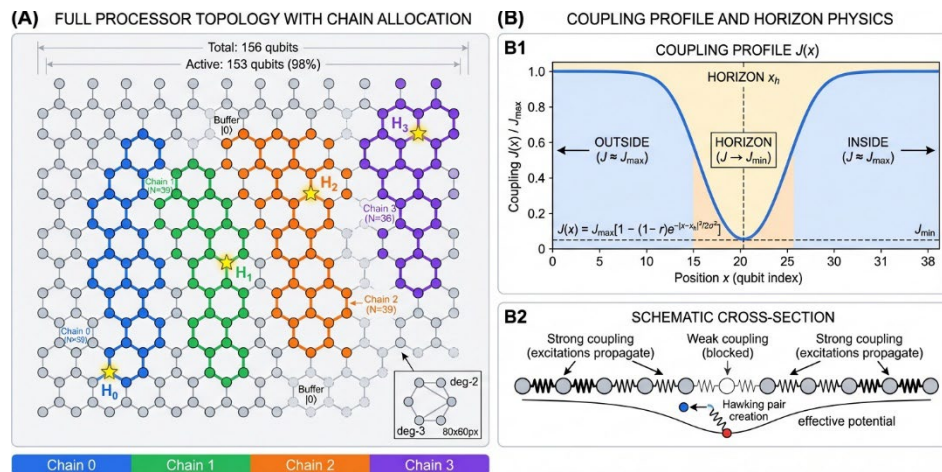 (A) FULL PROCESSOR TOPOLOGY WITH CHAIN ALLOCATION
Total: 156 qubits
Active: 153 qubits (98%)
Buffer
|0⟩
H₃
Chain 1
(N=39)
H₂
Chain 3
(N=36)
H₁
Chain 2
(N=39)
Chain 0
(N=39)
H₀
Buffer
|0⟩
deg-2
deg-3
80x60px
Chain 0 Chain 1 Chain 2 Chain 3
(B) COUPLING PROFILE AND HORIZON PHYSICS
B1 COUPLING PROFILE J(x)
Coupling J(x) / Jmax
1.0
0.8
0.6
0.4
0.2
0
HORIZON xₕ
OUTSIDE
(J ≈ Jmax)
HORIZON
(J → Jmin)
INSIDE
(J ≈ Jmax)
J(x) = Jmax[1 − (1−r)e^−|x−xₕ|²/2σ²]
Jmin
0 5 10 15 19 20 25 31 31 38
Position x (qubit index)
B2 SCHEMATIC CROSS-SECTION
Strong coupling
(excitations propagate)
Weak coupling
(blocked)
Strong coupling
(excitations propagate)
Hawking pair
creation
effective potential